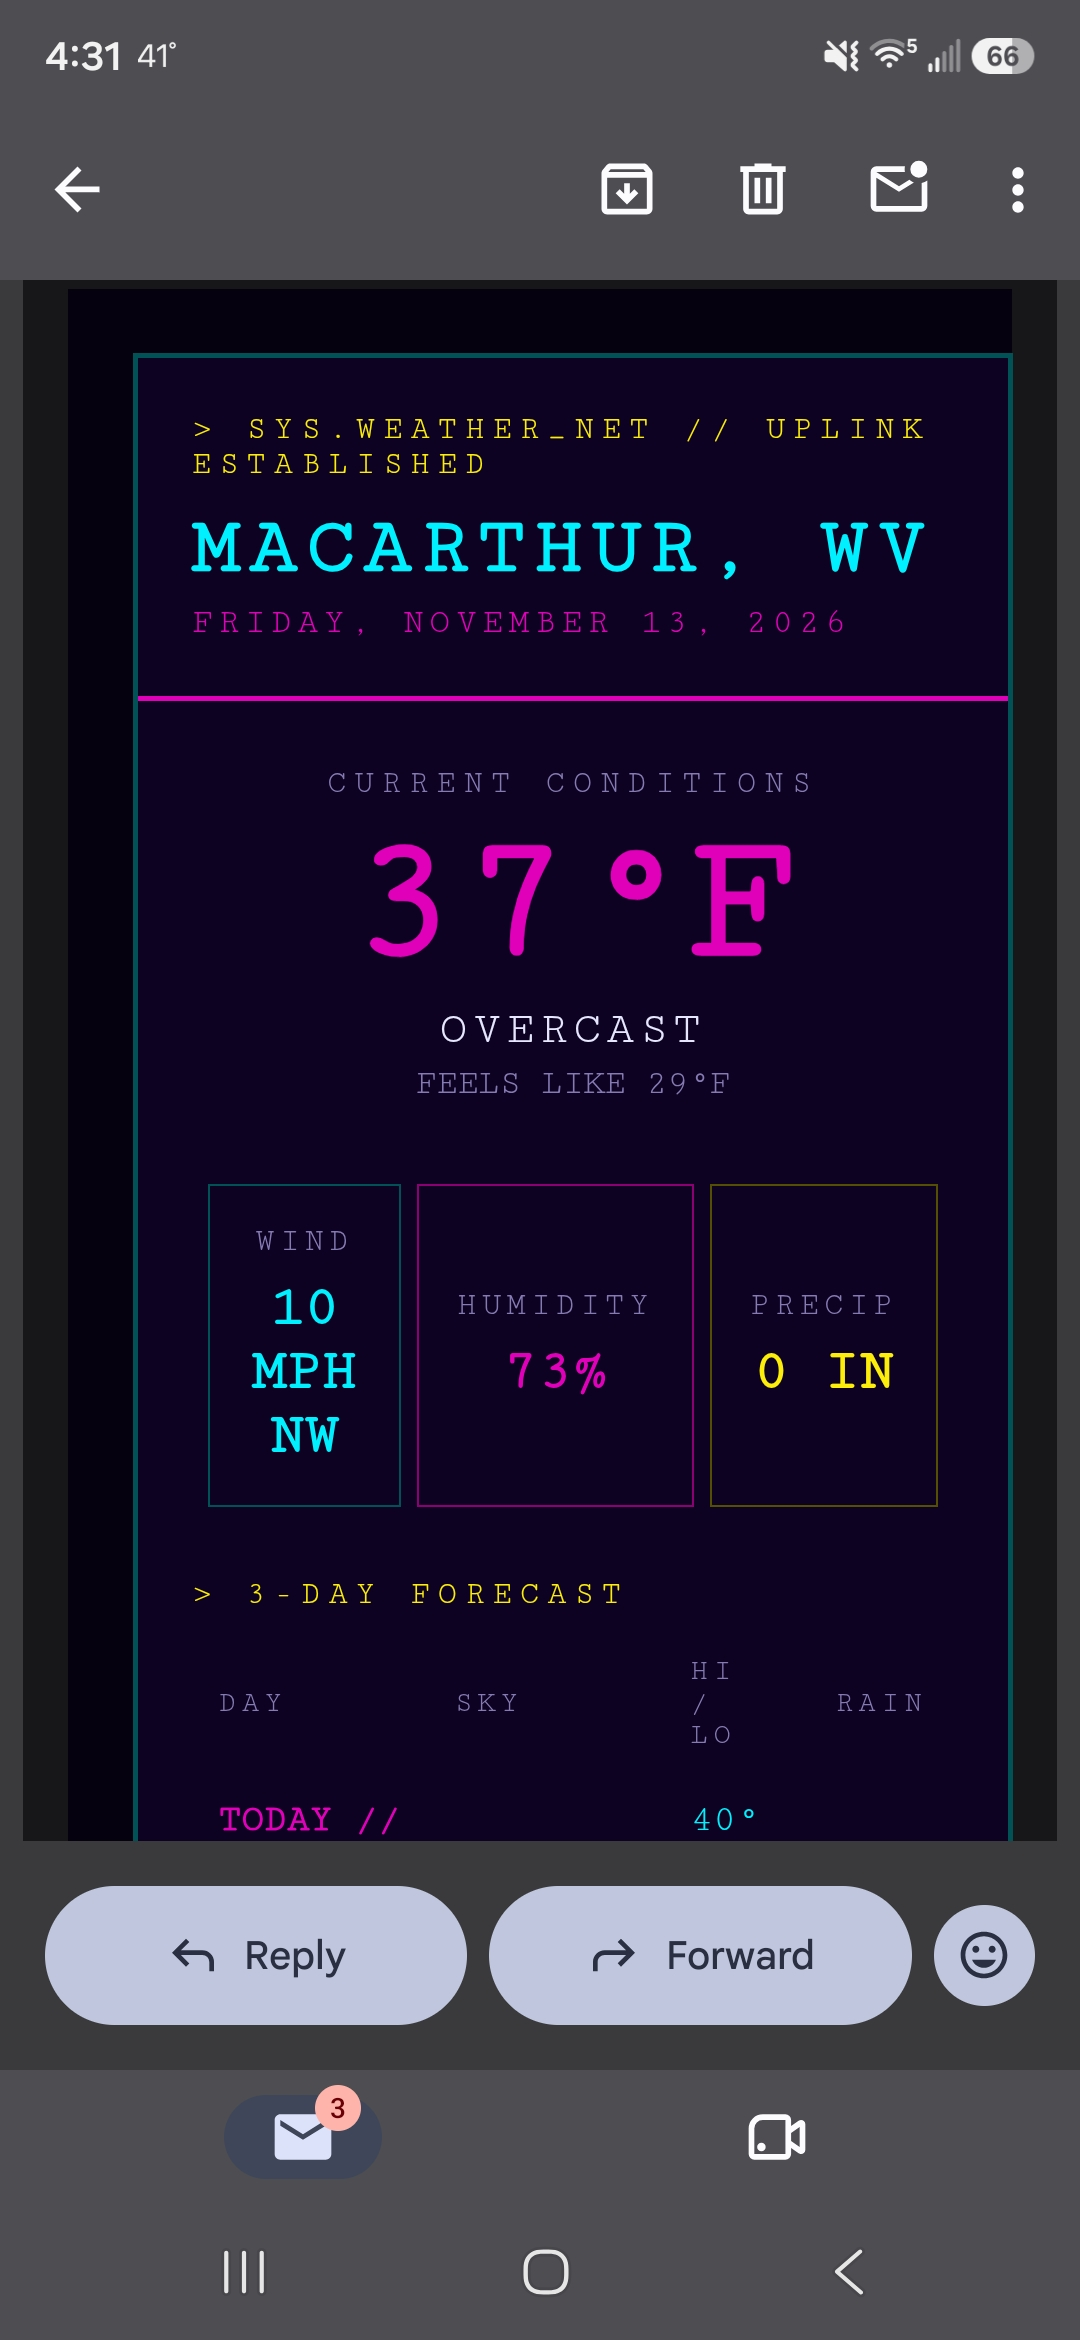 4:31 41° 5 66
> SYS.WEATHER_NET // UPLINK
ESTABLISHED
MACARTHUR, WV
FRIDAY, NOVEMBER 13, 2026
CURRENT CONDITIONS
37°F
OVERCAST
FEELS LIKE 29°F
WIND
10
MPH
NW
HUMIDITY
73%
PRECIP
0 IN
> 3-DAY FORECAST
DAY SKY HI
/
LO RAIN
TODAY // 40°
Reply Forward
3